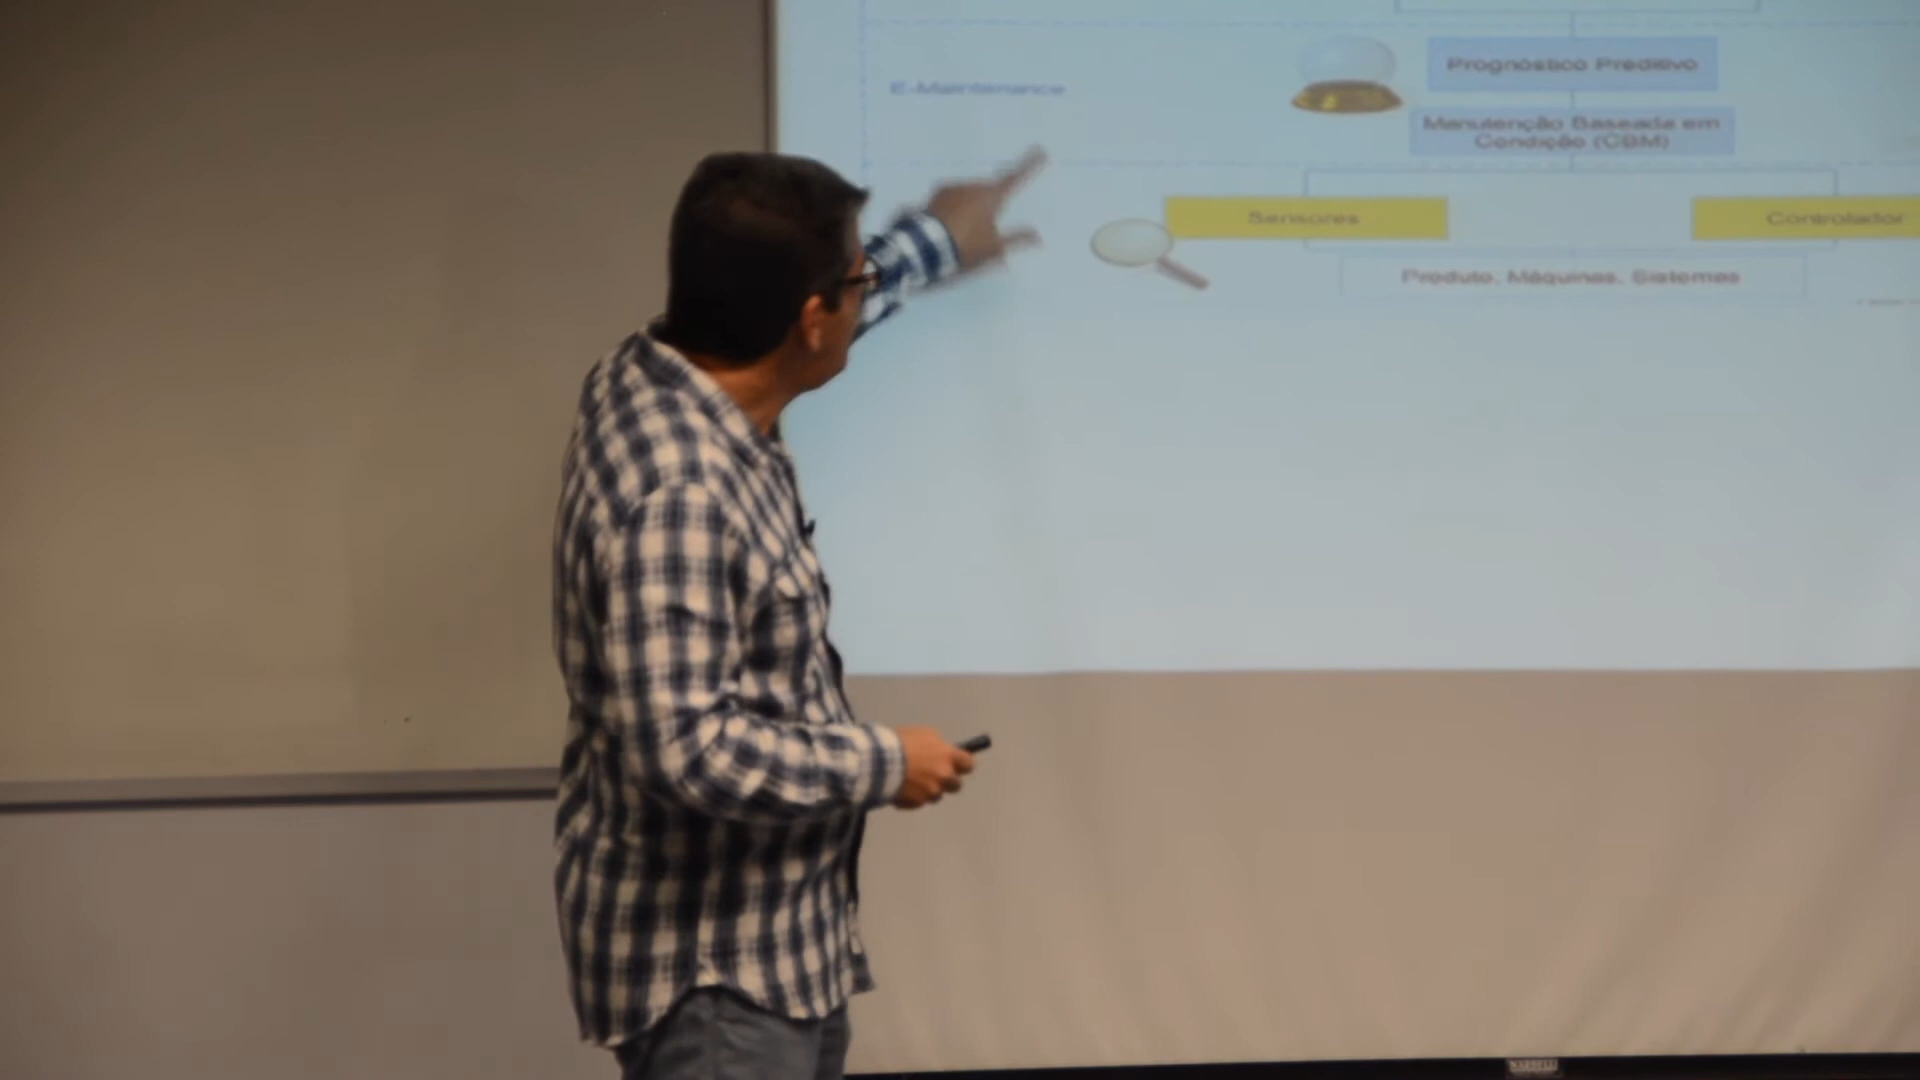 Prognóstico Preditivo
E-Maintenance
Manutenção Baseada em
Condição (CBM)
Sensores
Controlador
Produto, Máquinas, Sistemas